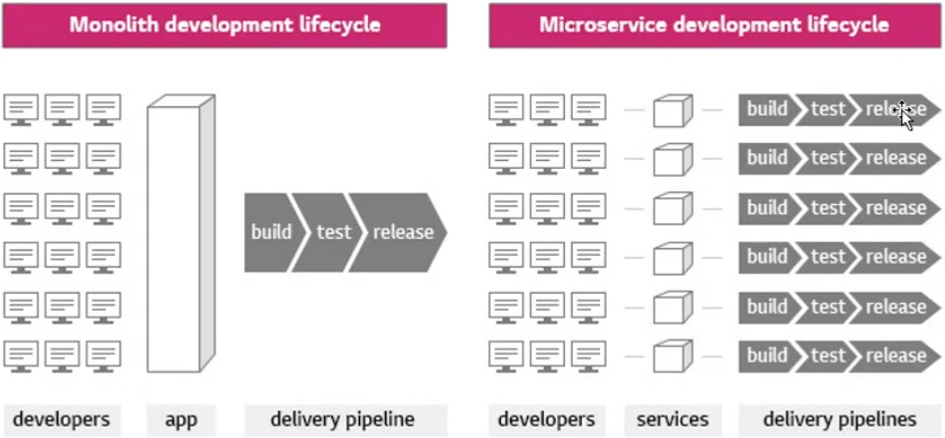 Monolith development lifecycle
build test release
developers app delivery pipeline
Microservice development lifecycle
build test release
build test release
build test release
build test release
build test release
build test release
developers services delivery pipelines